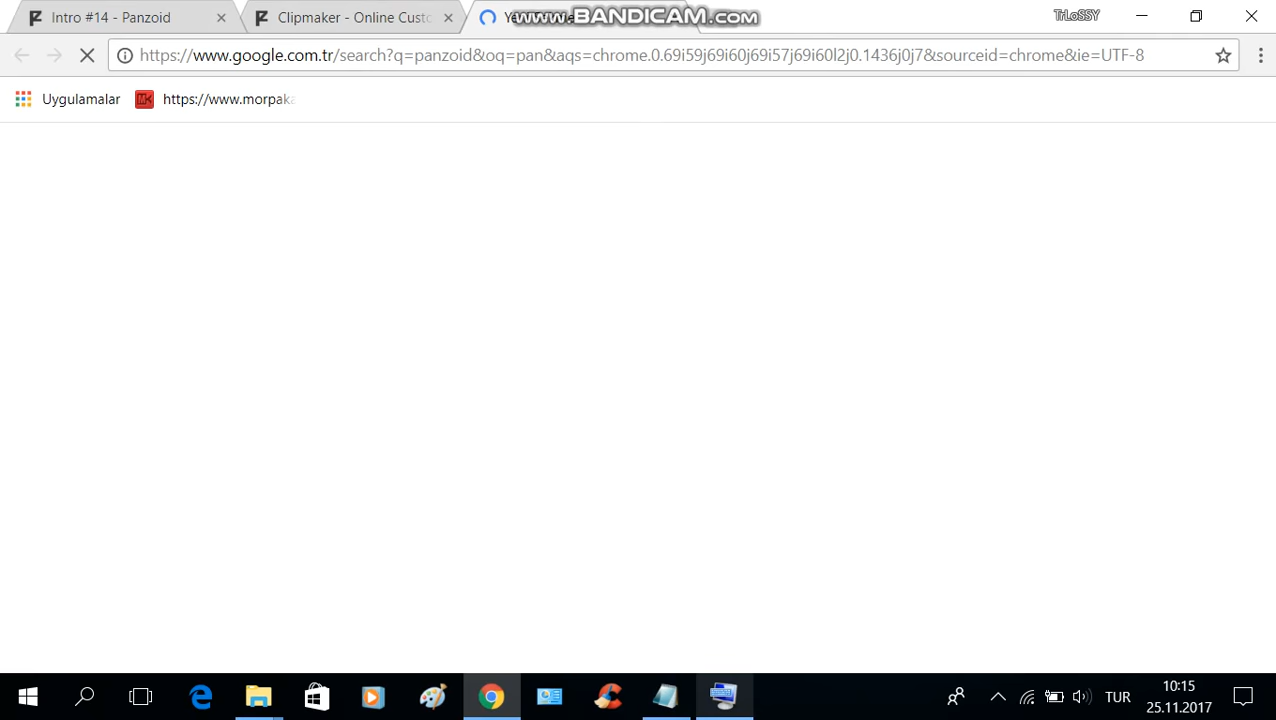 Intro #14 - Panzoid
Clipmaker - Online Custo
www.BANDICAM.com
TrLoSSY
https://www.google.com.tr/search?q=panzoid&oq=pan&aqs=chrome.0.69i59j69i60j69i57j69i60l2j0.1436j0j7&sourceid=chrome&ie=UTF-8
Uygulamalar
https://www.morpaka
TUR
10:15
25.11.2017